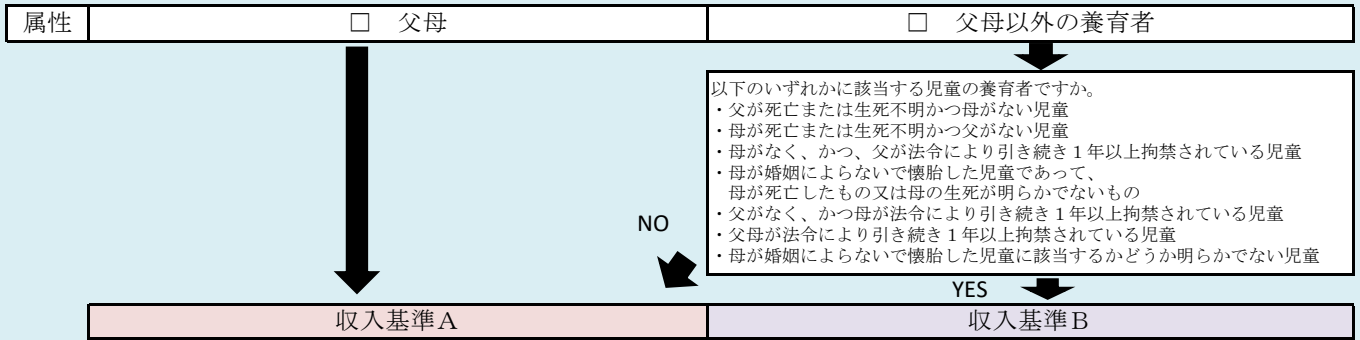 属性 □ 父母 □ 父母以外の養育者
以下のいずれかに該当する児童の養育者ですか。
・父が死亡または生死不明かつ母がない児童
・母が死亡または生死不明かつ父がない児童
・母がなく、かつ、父が法令により引き続き１年以上拘禁されている児童
・母が婚姻によらないで懐胎した児童であって、
母が死亡したもの又は母の生死が明らかでないもの
・父がなく、かつ母が法令により引き続き１年以上拘禁されている児童
・父母が法令により引き続き１年以上拘禁されている児童
・母が婚姻によらないで懐胎した児童に該当するかどうか明らかでない児童
NO
YES
収入基準Ａ 収入基準Ｂ